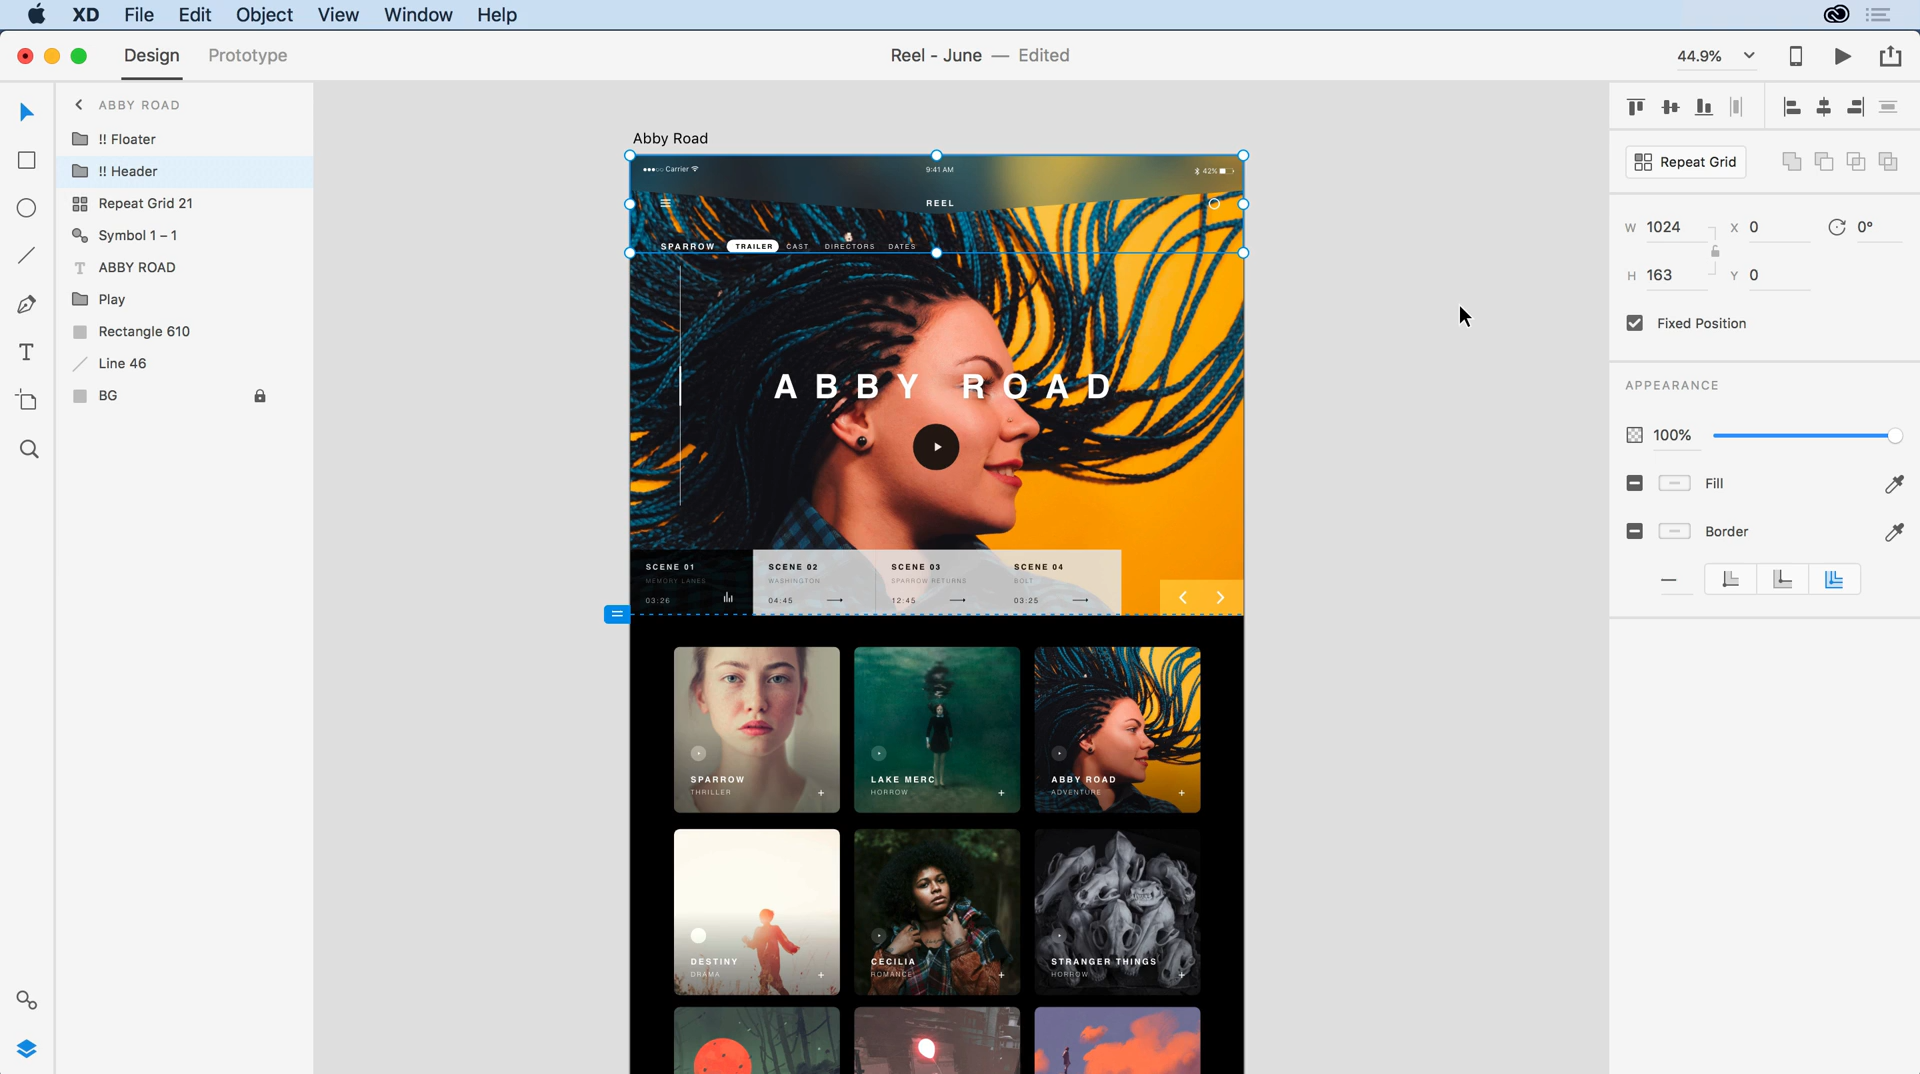 XD File Edit Object View Window Help
Design Prototype
Reel - June — Edited
44.9%
ABBY ROAD
!! Floater
!! Header
Repeat Grid 21
Symbol 1 – 1
ABBY ROAD
Play
Rectangle 610
Line 46
BG
Abby Road
Carrier
9:41 AM
42%
REEL
SPARROW TRAILER CAST DIRECTORS DATES
ABBY ROAD
SCENE 01
MEMORY LANES
03:26
SCENE 02
WASHINGTON
04:45
SCENE 03
SPARROW RETURNS
12:45
SCENE 04
BOLT
03:25
SPARROW
THRILLER +
LAKE MERC
HORROW +
ABBY ROAD
ADVENTURE +
DESTINY
DRAMA +
CECILIA
ROMANCE +
STRANGER THINGS
HORROW +
Repeat Grid
W 1024 X 0 0°
H 163 Y 0
Fixed Position
APPEARANCE
100%
Fill
Border